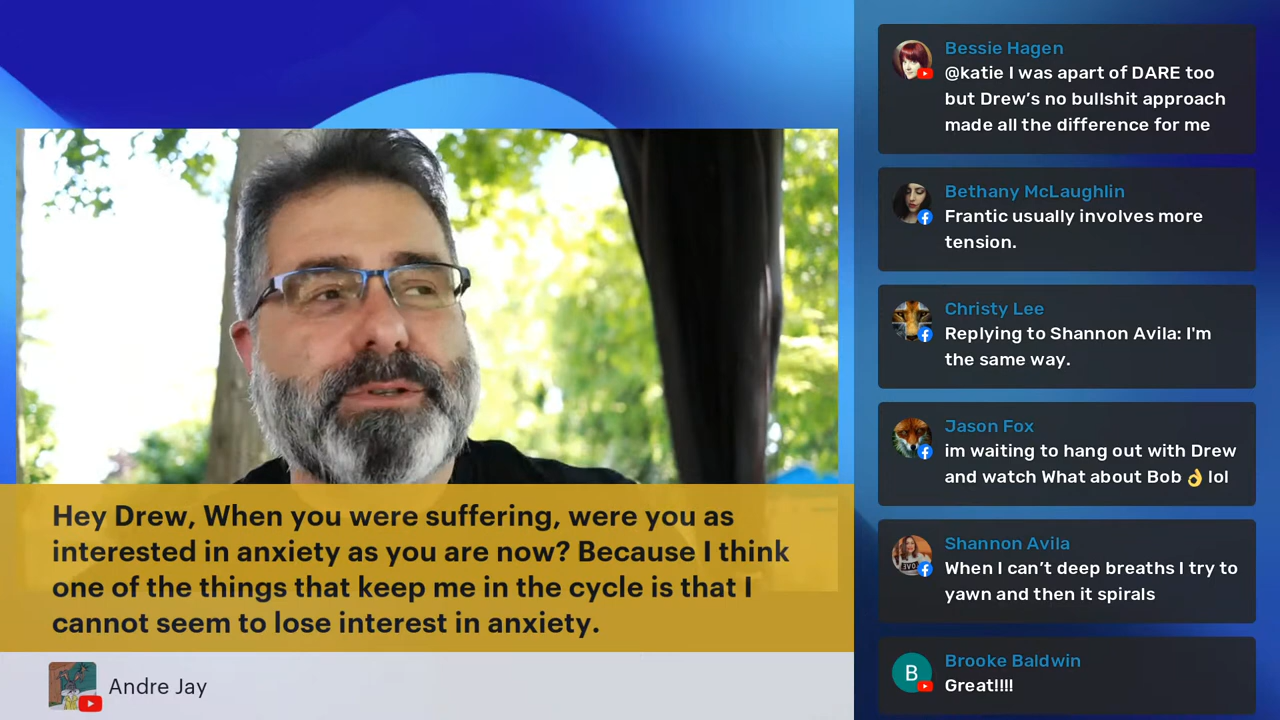 Hey Drew, When you were suffering, were you as
interested in anxiety as you are now? Because I think
one of the things that keep me in the cycle is that I
cannot seem to lose interest in anxiety.
Andre Jay
Bessie Hagen
@katie I was apart of DARE too
but Drew’s no bullshit approach
made all the difference for me
Bethany McLaughlin
Frantic usually involves more
tension.
Christy Lee
Replying to Shannon Avila: I'm
the same way.
Jason Fox
im waiting to hang out with Drew
and watch What about Bob 👌 lol
Shannon Avila
When I can’t deep breaths I try to
yawn and then it spirals
B
Brooke Baldwin
Great!!!!